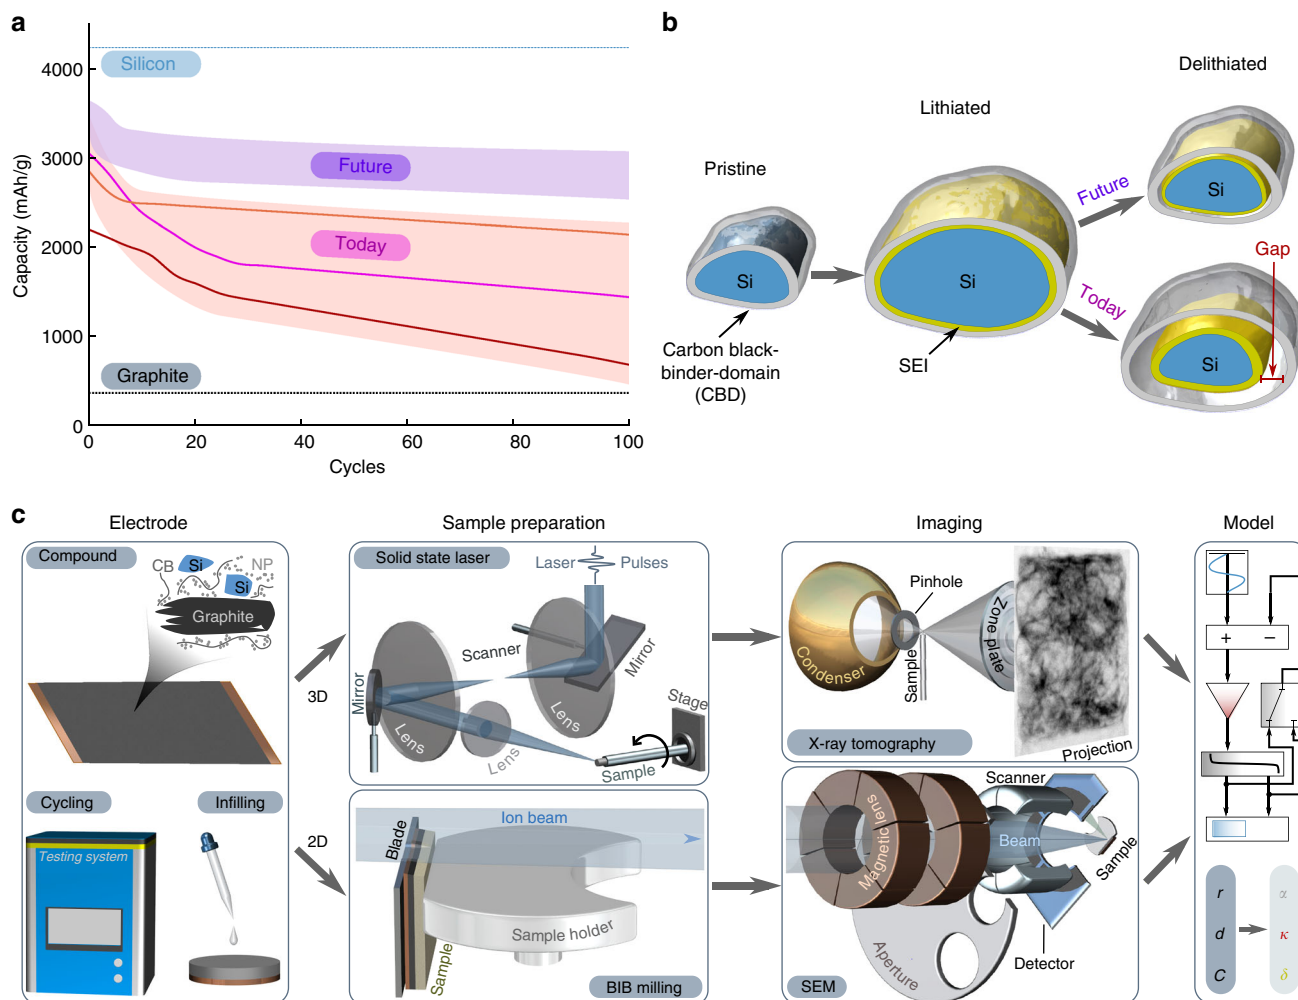 a
Capacity (mAh/g)
4000
3000
2000
1000
0
0
20
40
60
80
100
Cycles
Silicon
Future
Today
Graphite
b
Pristine
Lithiated
Delithiated
Si
Si
Si
Si
Future
Today
Gap
SEI
Carbon black-
binder-domain
(CBD)
c
Electrode
Sample preparation
Imaging
Model
Compound
CB
Si
NP
Si
Graphite
Cycling
Infilling
Testing system
3D
2D
Solid state laser
Laser
Pulses
Scanner
Mirror
Mirror
Lens
Lens
Lens
Stage
Sample
Ion beam
Blade
Sample
Sample holder
BIB milling
Condenser
Pinhole
Sample
Zone plate
Projection
X-ray tomography
Scanner
Magnetic lens
Beam
Sample
Aperture
Detector
SEM
+
−
r
α
d
κ
C
δ